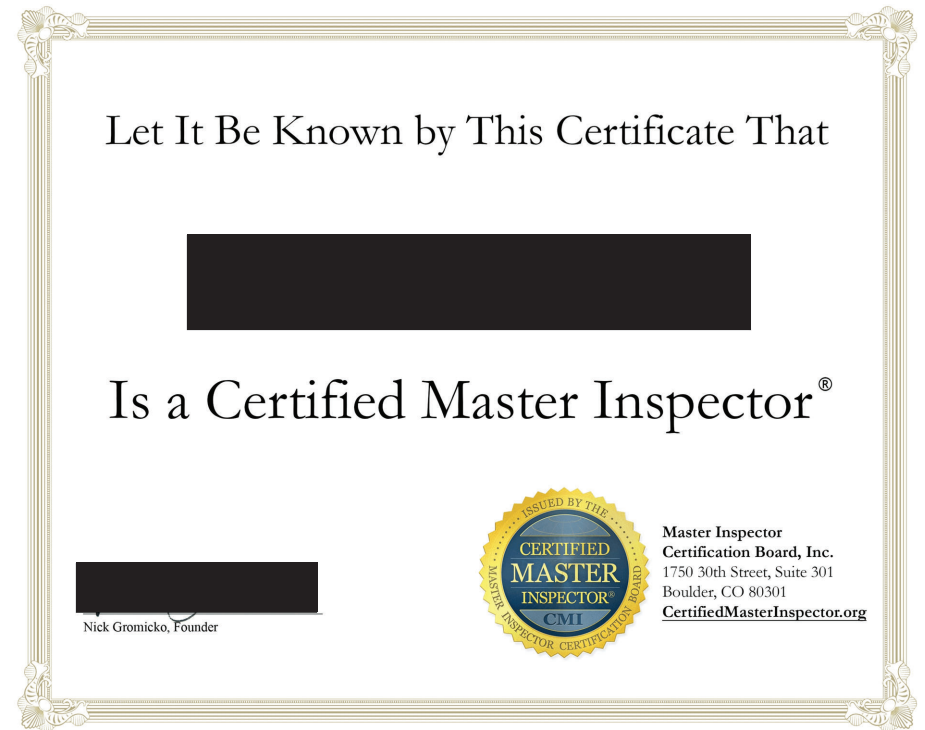 Let It Be Known by This Certificate That
Is a Certified Master Inspector®
Nick Gromicko, Founder
ISSUED BY THE
CERTIFIED
MASTER
INSPECTOR®
CMI
MASTER INSPECTOR CERTIFICATION BOARD
Master Inspector
Certification Board, Inc.
1750 30th Street, Suite 301
Boulder, CO 80301
CertifiedMasterInspector.org